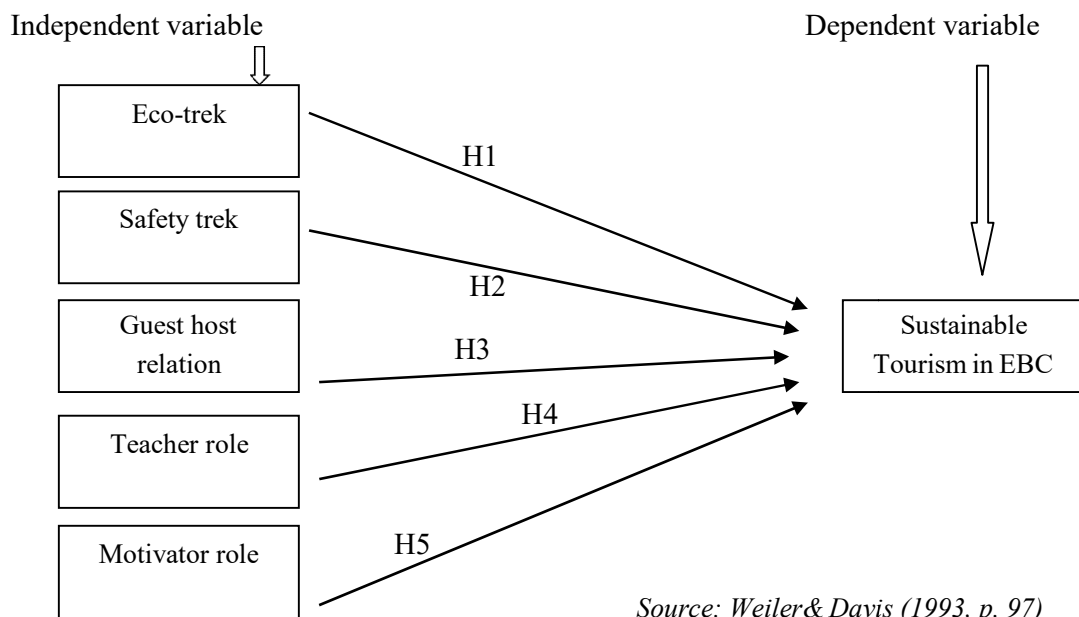 Independent variable
Dependent variable
Eco-trek
H1
Safety trek
H2
Guest host
relation
H3
Sustainable
Tourism in EBC
H4
Teacher role
H5
Motivator role
Source: Weiler& Davis (1993, p. 97)